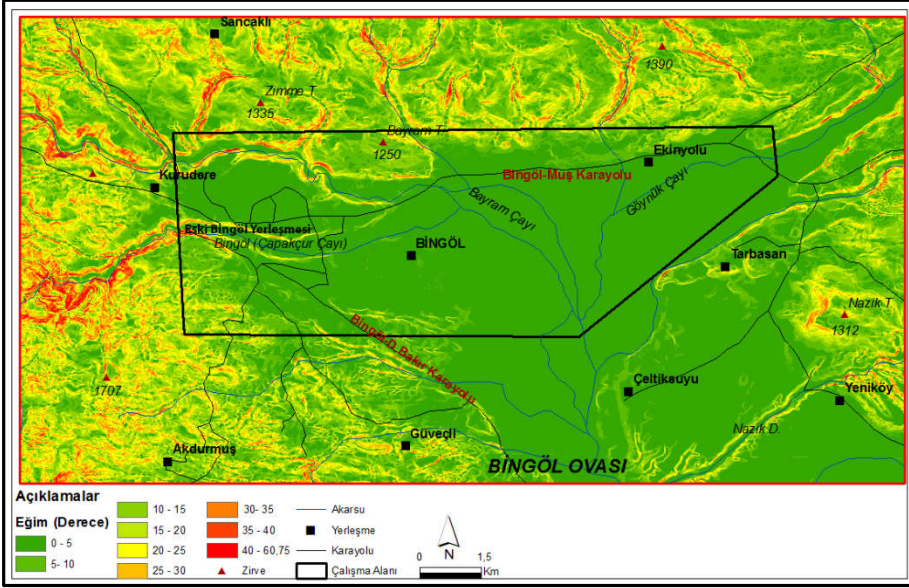 Sancaklı
1390
Zimme T.
1335
Bayram T.
1250
Ekinyolu
Kurudere
Bingöl-Muş Karayolu
Göynük Çayı
Bayram Çayı
Eski Bingöl Yerleşmesi
Bingöl (Çapakçur Çayı)
BİNGÖL
Tarbasan
Nazik T.
1312
Bingöl-D.Bakır Karayolu
1707
Çeltiksuyu
Yeniköy
Nazik D.
Güveçli
Akdurmuş
BİNGÖL OVASI
Açıklamalar
Eğim (Derece)
0 - 5
5- 10
10 - 15
15 - 20
20 - 25
25 - 30
30- 35
35 - 40
40 - 60,75
Zirve
Akarsu
Yerleşme
Karayolu
Çalışma Alanı
N
0 1,5
Km